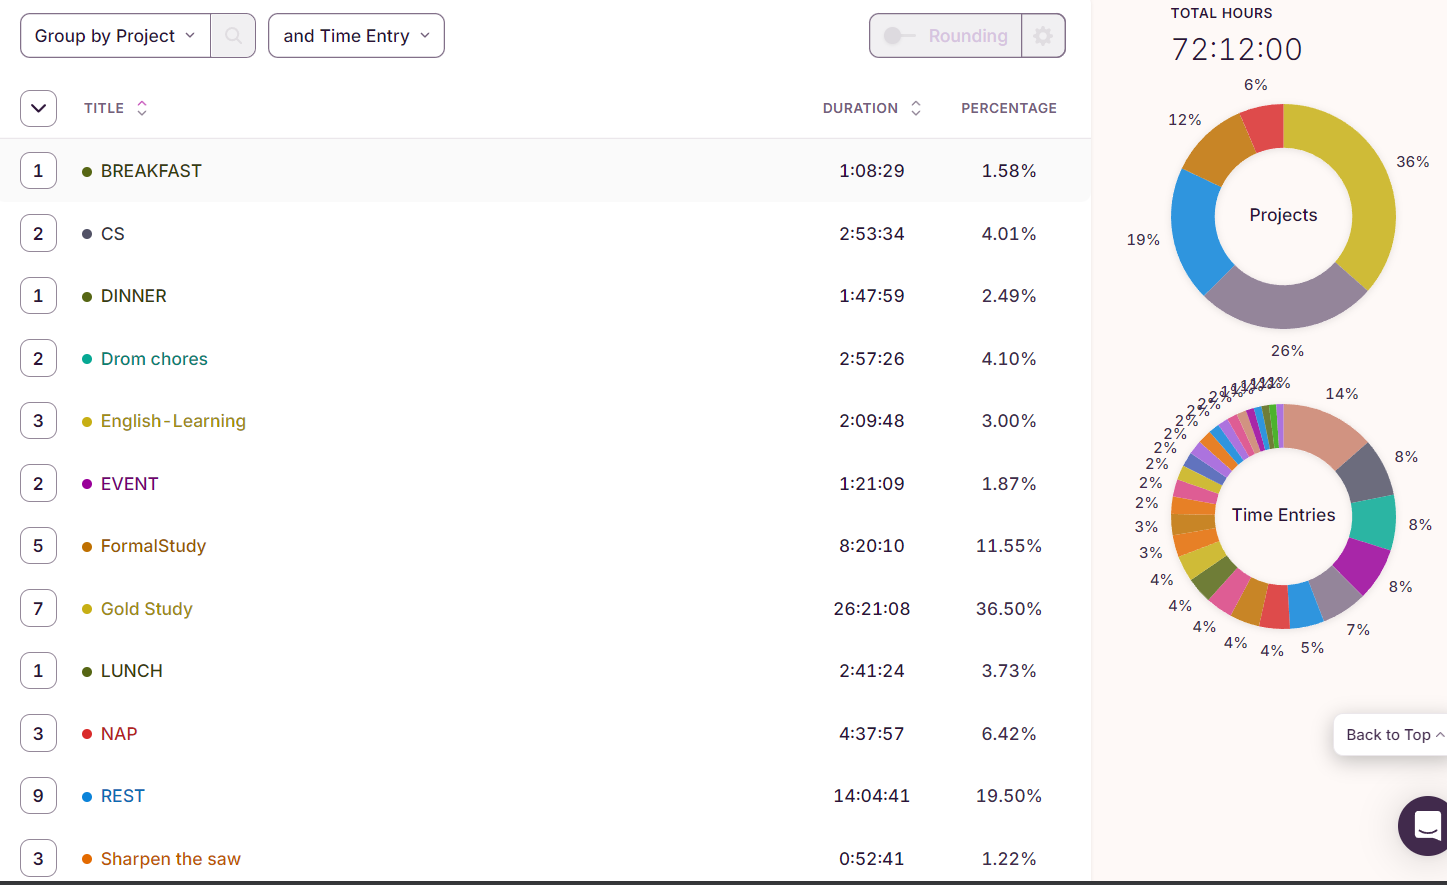 Group by Project
and Time Entry
Rounding
TITLE DURATION PERCENTAGE
1 BREAKFAST 1:08:29 1.58%
2 CS 2:53:34 4.01%
1 DINNER 1:47:59 2.49%
2 Drom chores 2:57:26 4.10%
3 English-Learning 2:09:48 3.00%
2 EVENT 1:21:09 1.87%
5 FormalStudy 8:20:10 11.55%
7 Gold Study 26:21:08 36.50%
1 LUNCH 2:41:24 3.73%
3 NAP 4:37:57 6.42%
9 REST 14:04:41 19.50%
3 Sharpen the saw 0:52:41 1.22%
TOTAL HOURS
72:12:00
6%
12%
36%
Projects
19%
26%
14%
8%
8%
8%
7%
5%
4%
4%
4%
4%
4%
3%
3%
2%
2%
2%
2%
2%
2%
2%
2%
2%
Time Entries
Back to Top